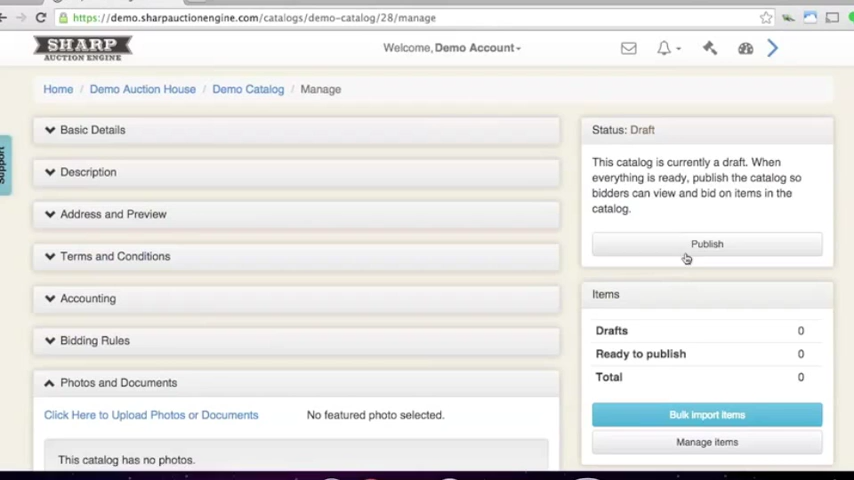 https://demo.sharpauctionengine.com/catalogs/demo-catalog/28/manage
SHARP
AUCTION ENGINE
Welcome, Demo Account
Home / Demo Auction House / Demo Catalog / Manage
Support
Basic Details
Description
Address and Preview
Terms and Conditions
Accounting
Bidding Rules
Photos and Documents
Click Here to Upload Photos or Documents
No featured photo selected.
This catalog has no photos.
Status: Draft
This catalog is currently a draft. When
everything is ready, publish the catalog so
bidders can view and bid on items in the
catalog.
Publish
Items
Drafts 0
Ready to publish 0
Total 0
Bulk import items
Manage items